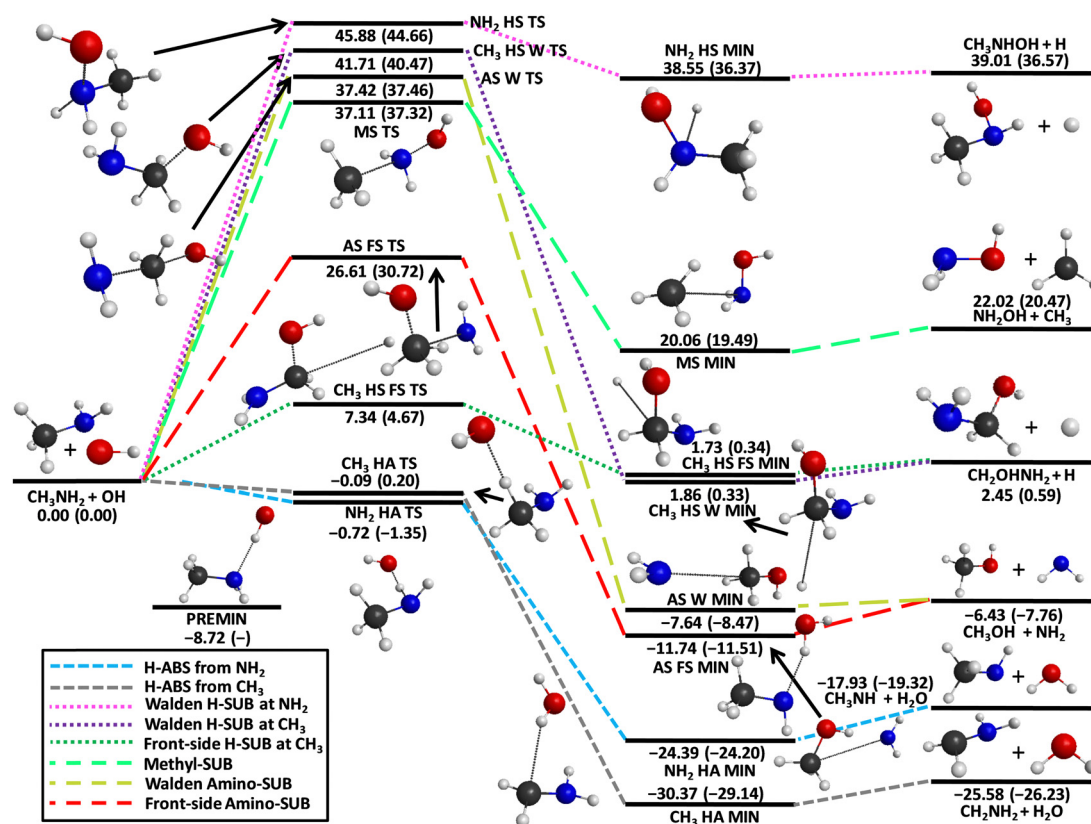 NH₂ HS TS
45.88 (44.66)
CH₃ HS W TS
41.71 (40.47)
AS W TS
37.42 (37.46)
37.11 (37.32)
MS TS
NH₂ HS MIN
38.55 (36.37)
CH₃NHOH + H
39.01 (36.57)
+
AS FS TS
26.61 (30.72)
+
22.02 (20.47)
NH₂OH + CH₃
20.06 (19.49)
MS MIN
CH₃ HS FS TS
7.34 (4.67)
+
CH₃NH₂ + OH
0.00 (0.00)
CH₃ HA TS
−0.09 (0.20)
NH₂ HA TS
−0.72 (−1.35)
1.73 (0.34)
CH₃ HS FS MIN
1.86 (0.33)
CH₃ HS W MIN
+
CH₂OHNH₂ + H
2.45 (0.59)
PREMIN
−8.72 (−)
AS W MIN
−7.64 (−8.47)
−11.74 (−11.51)
AS FS MIN
+
−6.43 (−7.76)
CH₃OH + NH₂
+
−17.93 (−19.32)
CH₃NH + H₂O
−24.39 (−24.20)
NH₂ HA MIN
−30.37 (−29.14)
CH₃ HA MIN
+
−25.58 (−26.23)
CH₂NH₂ + H₂O
H-ABS from NH₂
H-ABS from CH₃
Walden H-SUB at NH₂
Walden H-SUB at CH₃
Front-side H-SUB at CH₃
Methyl-SUB
Walden Amino-SUB
Front-side Amino-SUB